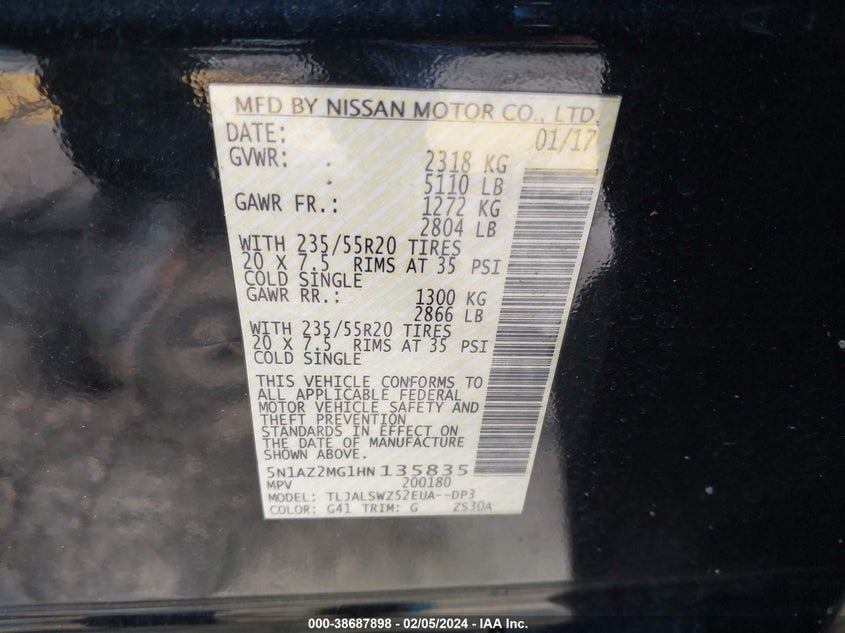 MFD BY NISSAN MOTOR CO., LTD.
DATE: 01/17
GVWR: 2318 KG
5110 LB
GAWR FR.: 1272 KG
2804 LB
WITH 235/55R20 TIRES
20 X 7.5 RIMS AT 35 PSI
COLD SINGLE
GAWR RR.: 1300 KG
2866 LB
WITH 235/55R20 TIRES
20 X 7.5 RIMS AT 35 PSI
COLD SINGLE
THIS VEHICLE CONFORMS TO
ALL APPLICABLE FEDERAL
MOTOR VEHICLE SAFETY AND
THEFT PREVENTION
STANDARDS IN EFFECT ON
THE DATE OF MANUFACTURE
SHOWN ABOVE.
5N1AZ2MG1HN135835
MPV 200180
MODEL: TLJALSWZ52EUA--DP3
COLOR: G41 TRIM: G ZS30A
000-38687898 - 02/05/2024 - IAA Inc.